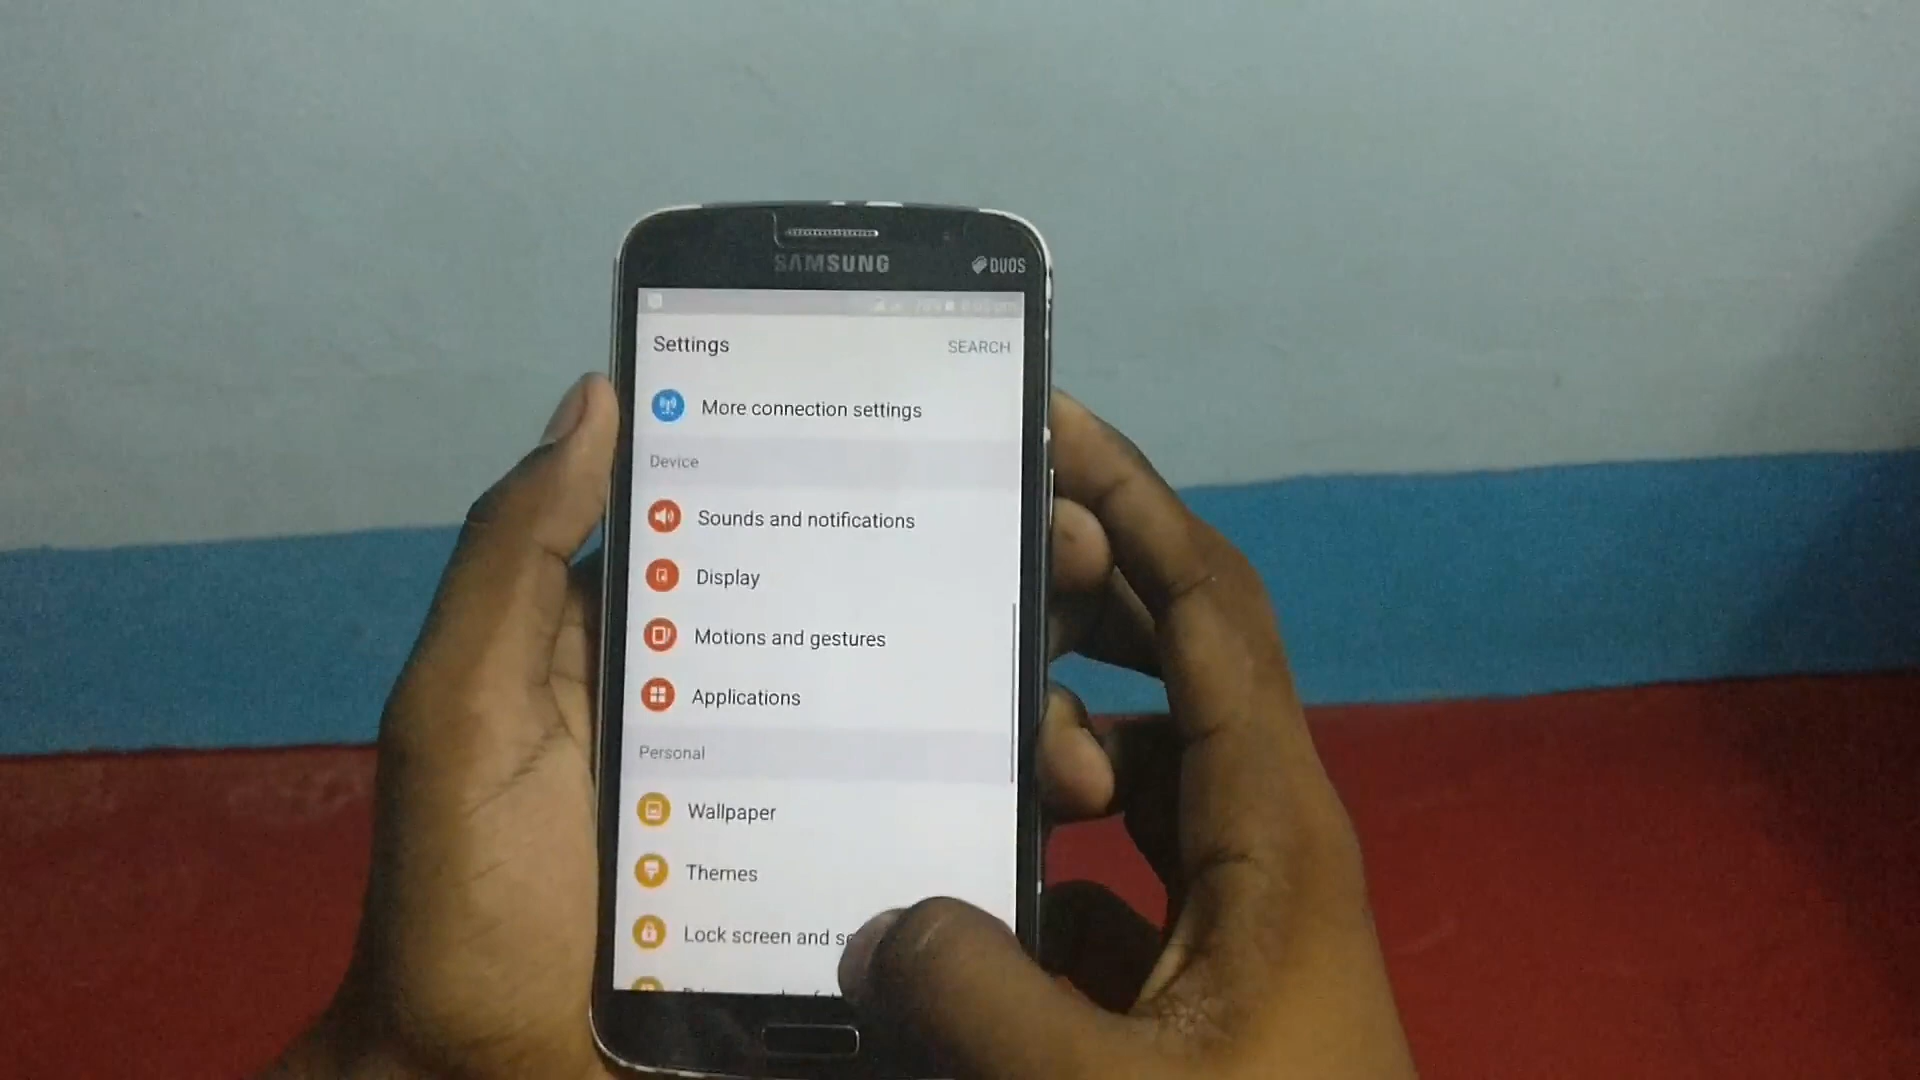 SAMSUNG
DUOS
Settings
SEARCH
More connection settings
Device
Sounds and notifications
Display
Motions and gestures
Applications
Personal
Wallpaper
Themes
Lock screen and